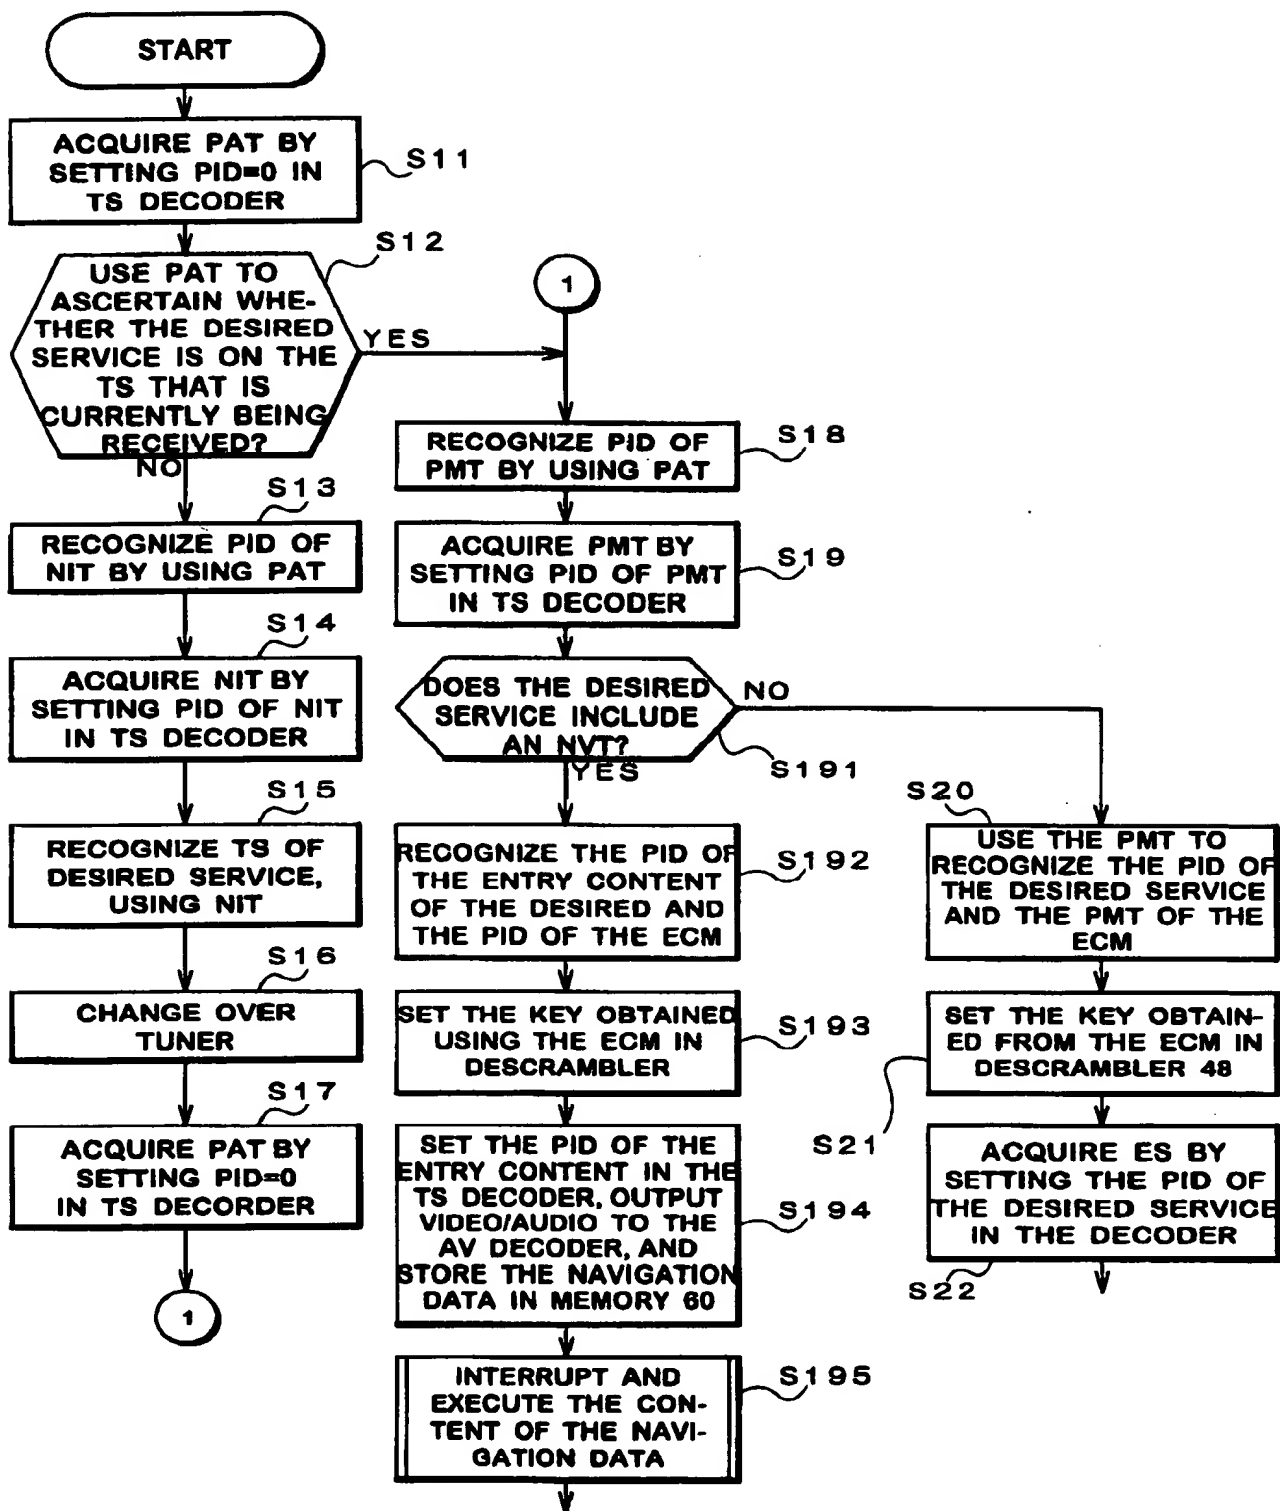 START
ACQUIRE PAT BY
SETTING PID=0 IN
TS DECODER
S11
S12
USE PAT TO
ASCERTAIN WHE-
THER THE DESIRED
SERVICE IS ON THE
TS THAT IS
CURRENTLY BEING
RECEIVED?
YES
NO
S13
RECOGNIZE PID OF
NIT BY USING PAT
S14
ACQUIRE NIT BY
SETTING PID OF NIT
IN TS DECODER
S15
RECOGNIZE TS OF
DESIRED SERVICE,
USING NIT
S16
CHANGE OVER
TUNER
S17
ACQUIRE PAT BY
SETTING PID=0
IN TS DECORDER
1
1
RECOGNIZE PID OF
PMT BY USING PAT
S18
ACQUIRE PMT BY
SETTING PID OF PMT
IN TS DECODER
S19
DOES THE DESIRED
SERVICE INCLUDE
AN NVT?
NO
S191
YES
RECOGNIZE THE PID OF
THE ENTRY CONTENT
OF THE DESIRED AND
THE PID OF THE ECM
S192
SET THE KEY OBTAINED
USING THE ECM IN
DESCRAMBLER
S193
SET THE PID OF THE
ENTRY CONTENT IN THE
TS DECODER, OUTPUT
VIDEO/AUDIO TO THE
AV DECODER, AND
STORE THE NAVIGATION
DATA IN MEMORY 60
S194
INTERRUPT AND
EXECUTE THE CON-
TENT OF THE NAVI-
GATION DATA
S195
S20
USE THE PMT TO
RECOGNIZE THE PID OF
THE DESIRED SERVICE
AND THE PMT OF THE
ECM
SET THE KEY OBTAIN-
ED FROM THE ECM IN
DESCRAMBLER 48
S21
ACQUIRE ES BY
SETTING THE PID OF
THE DESIRED SERVICE
IN THE DECODER
S22